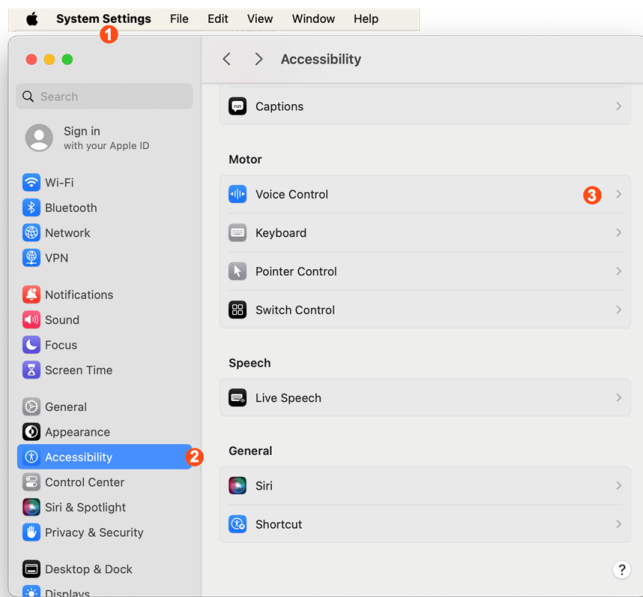 System Settings File Edit View Window Help
1
Accessibility
Search
Sign in
with your Apple ID
Wi-Fi
Bluetooth
Network
VPN
Notifications
Sound
Focus
Screen Time
General
Appearance
Accessibility 2
Control Center
Siri & Spotlight
Privacy & Security
Desktop & Dock
Displays
Captions
Motor
Voice Control 3
Keyboard
Pointer Control
Switch Control
Speech
Live Speech
General
Siri
Shortcut
?